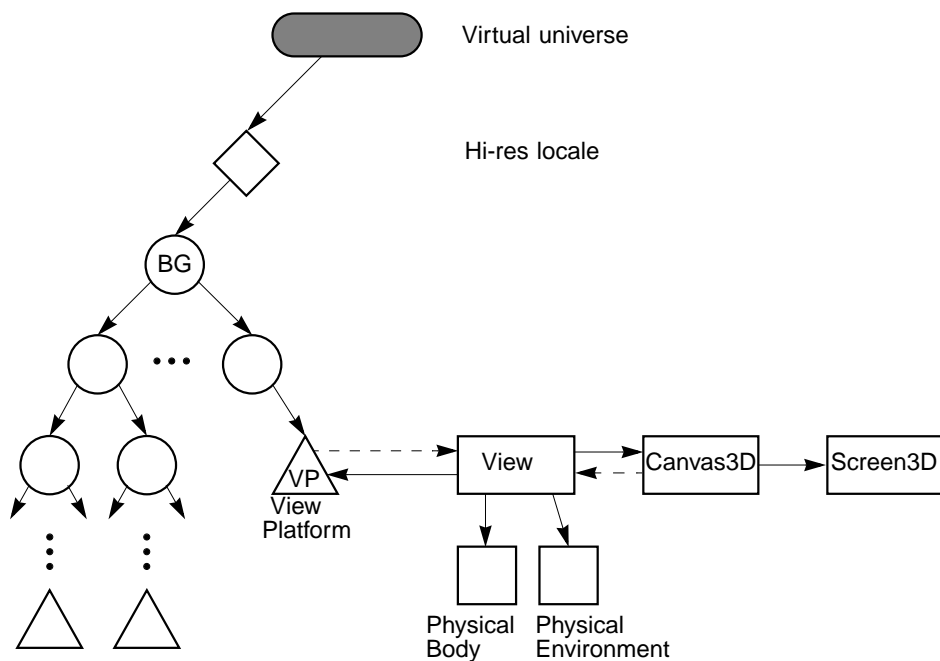 Virtual universe
Hi-res locale
BG
VP
View
Platform
View
Canvas3D
Screen3D
Physical
Body
Physical
Environment